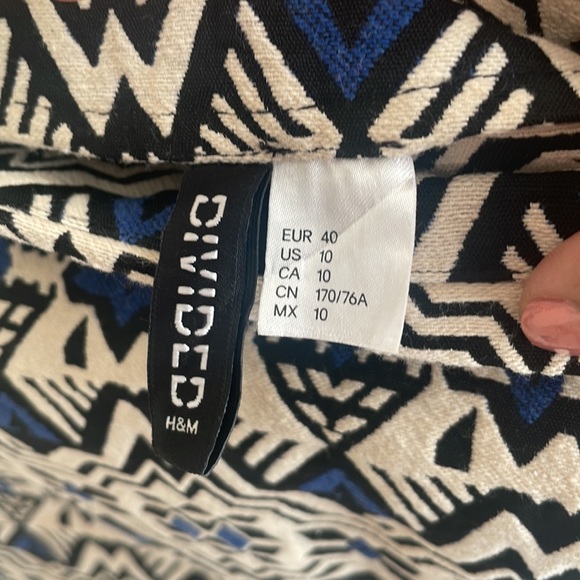 DIVIDED
H&M
EUR 40
US 10
CA 10
CN 170/76A
MX 10